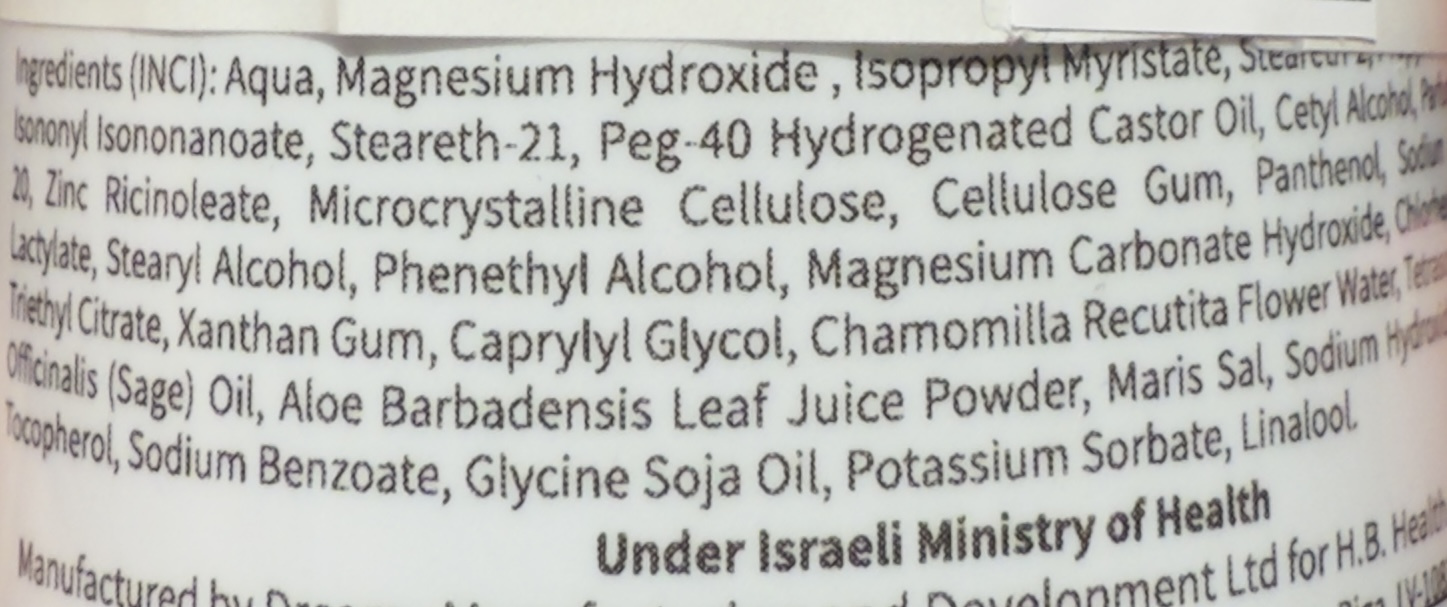 Ingredients (INCI): Aqua, Magnesium Hydroxide , Isopropyl Myristate,
Isononyl Isononanoate, Steareth-21, Peg-40 Hydrogenated Castor Oil, Cetyl Alcohol,
20, Zinc Ricinoleate, Microcrystalline Cellulose, Cellulose Gum, Panthenol,
Lactylate, Stearyl Alcohol, Phenethyl Alcohol, Magnesium Carbonate Hydroxide,
Triethyl Citrate, Xanthan Gum, Caprylyl Glycol, Chamomilla Recutita Flower Water,
Officinalis (Sage) Oil, Aloe Barbadensis Leaf Juice Powder, Maris Sal, Sodium
Tocopherol, Sodium Benzoate, Glycine Soja Oil, Potassium Sorbate, Linalool.
Under Israeli Ministry of Health
Manufactured by Development Ltd for H.B. Health